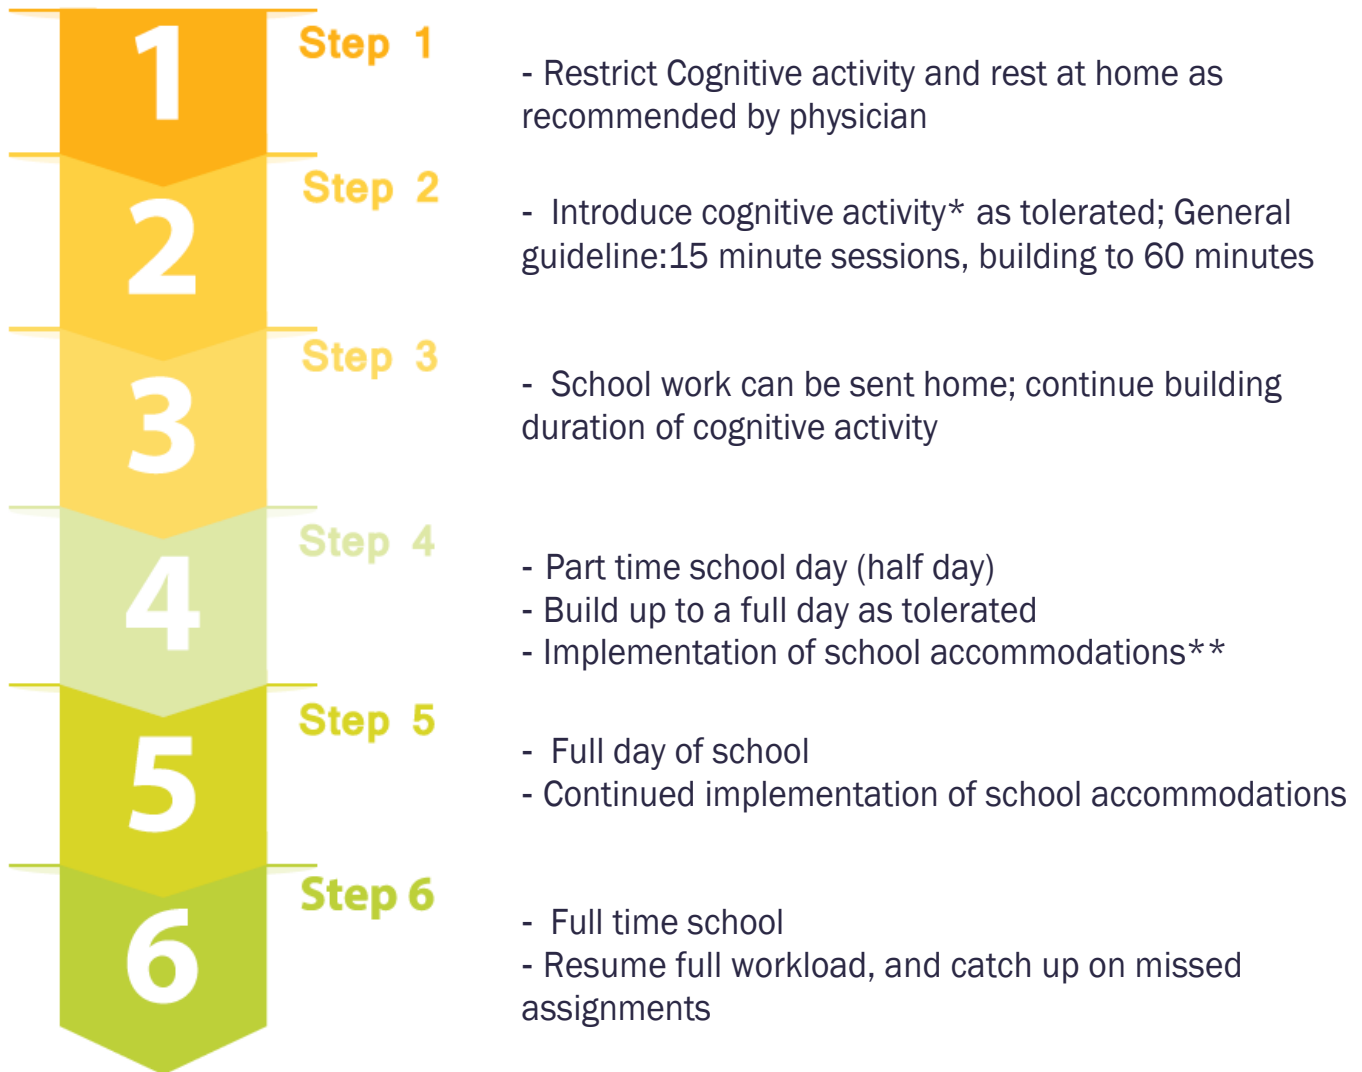 1
Step 1
- Restrict Cognitive activity and rest at home as
recommended by physician
2
Step 2
- Introduce cognitive activity* as tolerated; General
guideline:15 minute sessions, building to 60 minutes
3
Step 3
- School work can be sent home; continue building
duration of cognitive activity
4
Step 4
- Part time school day (half day)
- Build up to a full day as tolerated
- Implementation of school accommodations**
5
Step 5
- Full day of school
- Continued implementation of school accommodations
6
Step 6
- Full time school
- Resume full workload, and catch up on missed
assignments